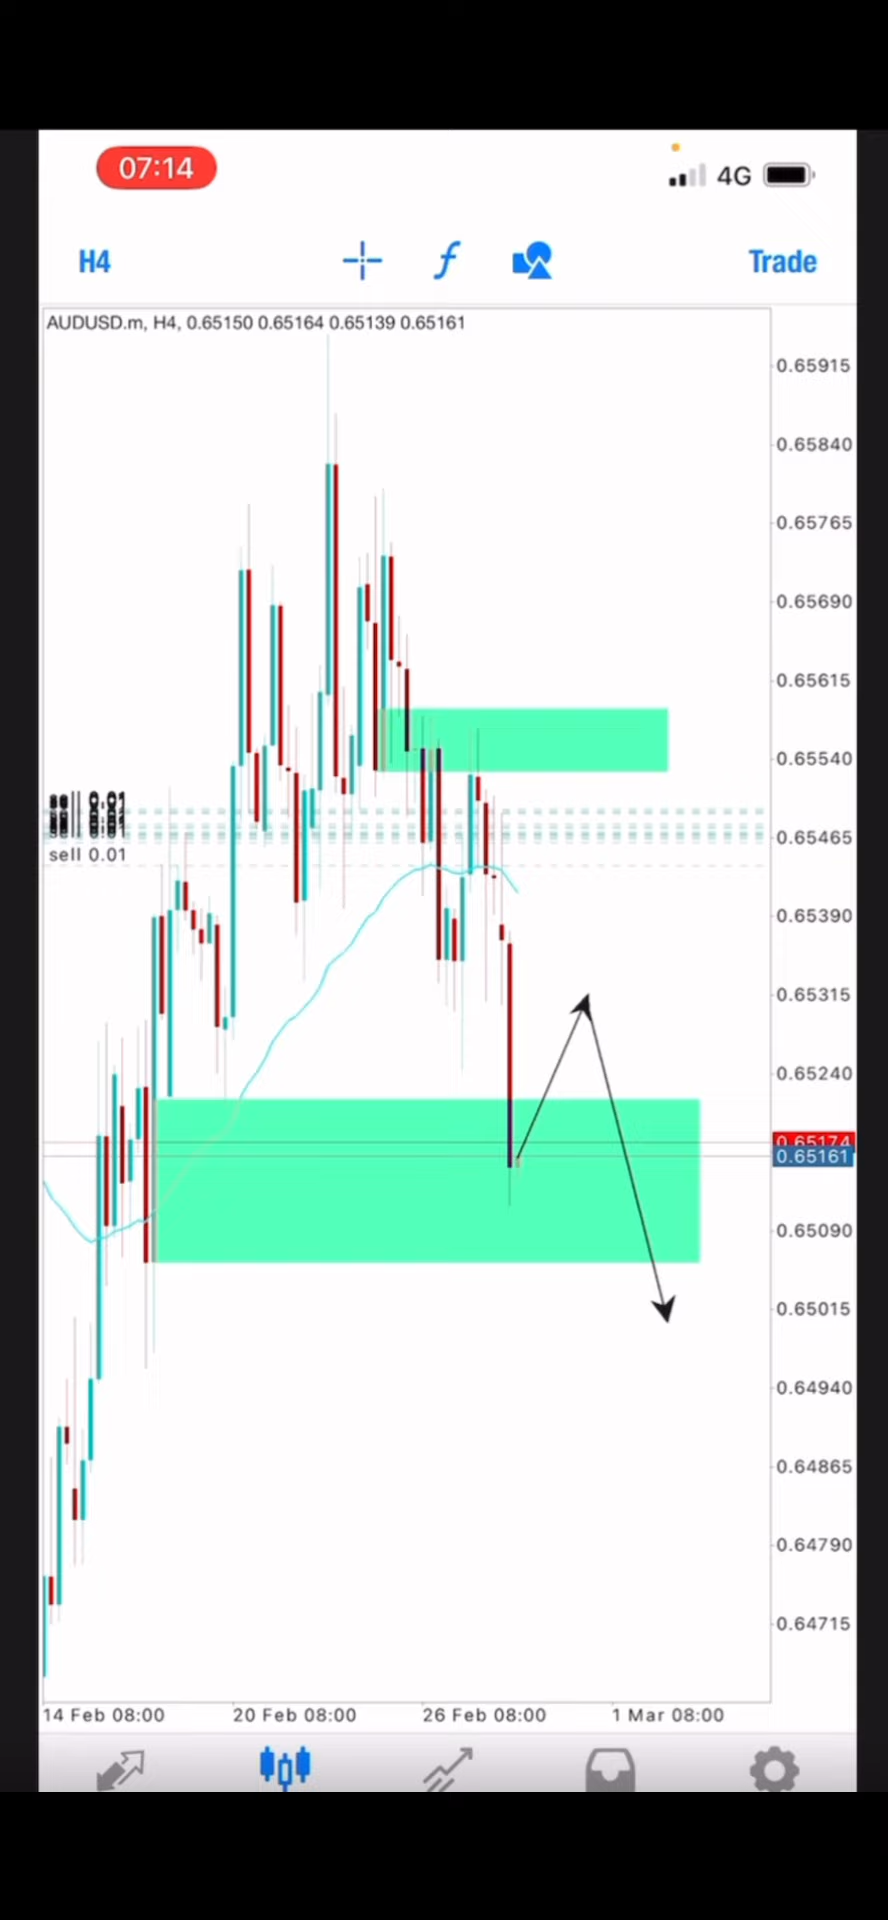 07:14
4G
H4
f
Trade
AUDUSD.m, H4, 0.65150 0.65164 0.65139 0.65161
0.65915
0.65840
0.65765
0.65690
0.65615
0.65540
sell 0.01
0.65465
0.65390
0.65315
0.65240
0.65174
0.65161
0.65090
0.65015
0.64940
0.64865
0.64790
0.64715
14 Feb 08:00 20 Feb 08:00 26 Feb 08:00 1 Mar 08:00